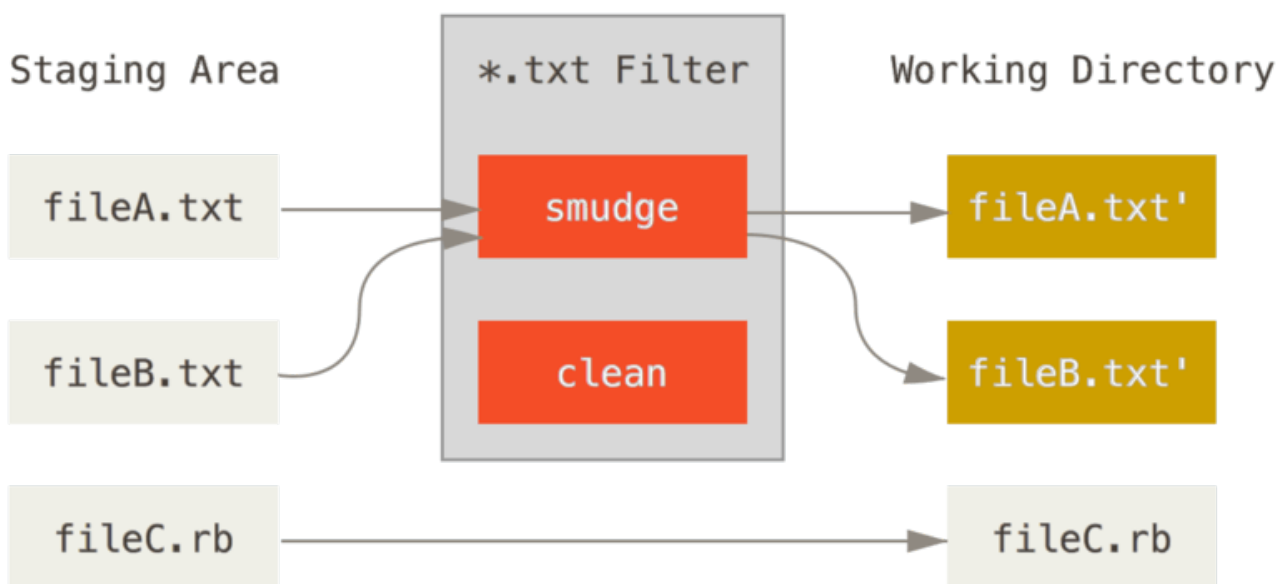 Staging Area
*.txt Filter
Working Directory
fileA.txt
smudge
fileA.txt'
fileB.txt
clean
fileB.txt'
fileC.rb
fileC.rb